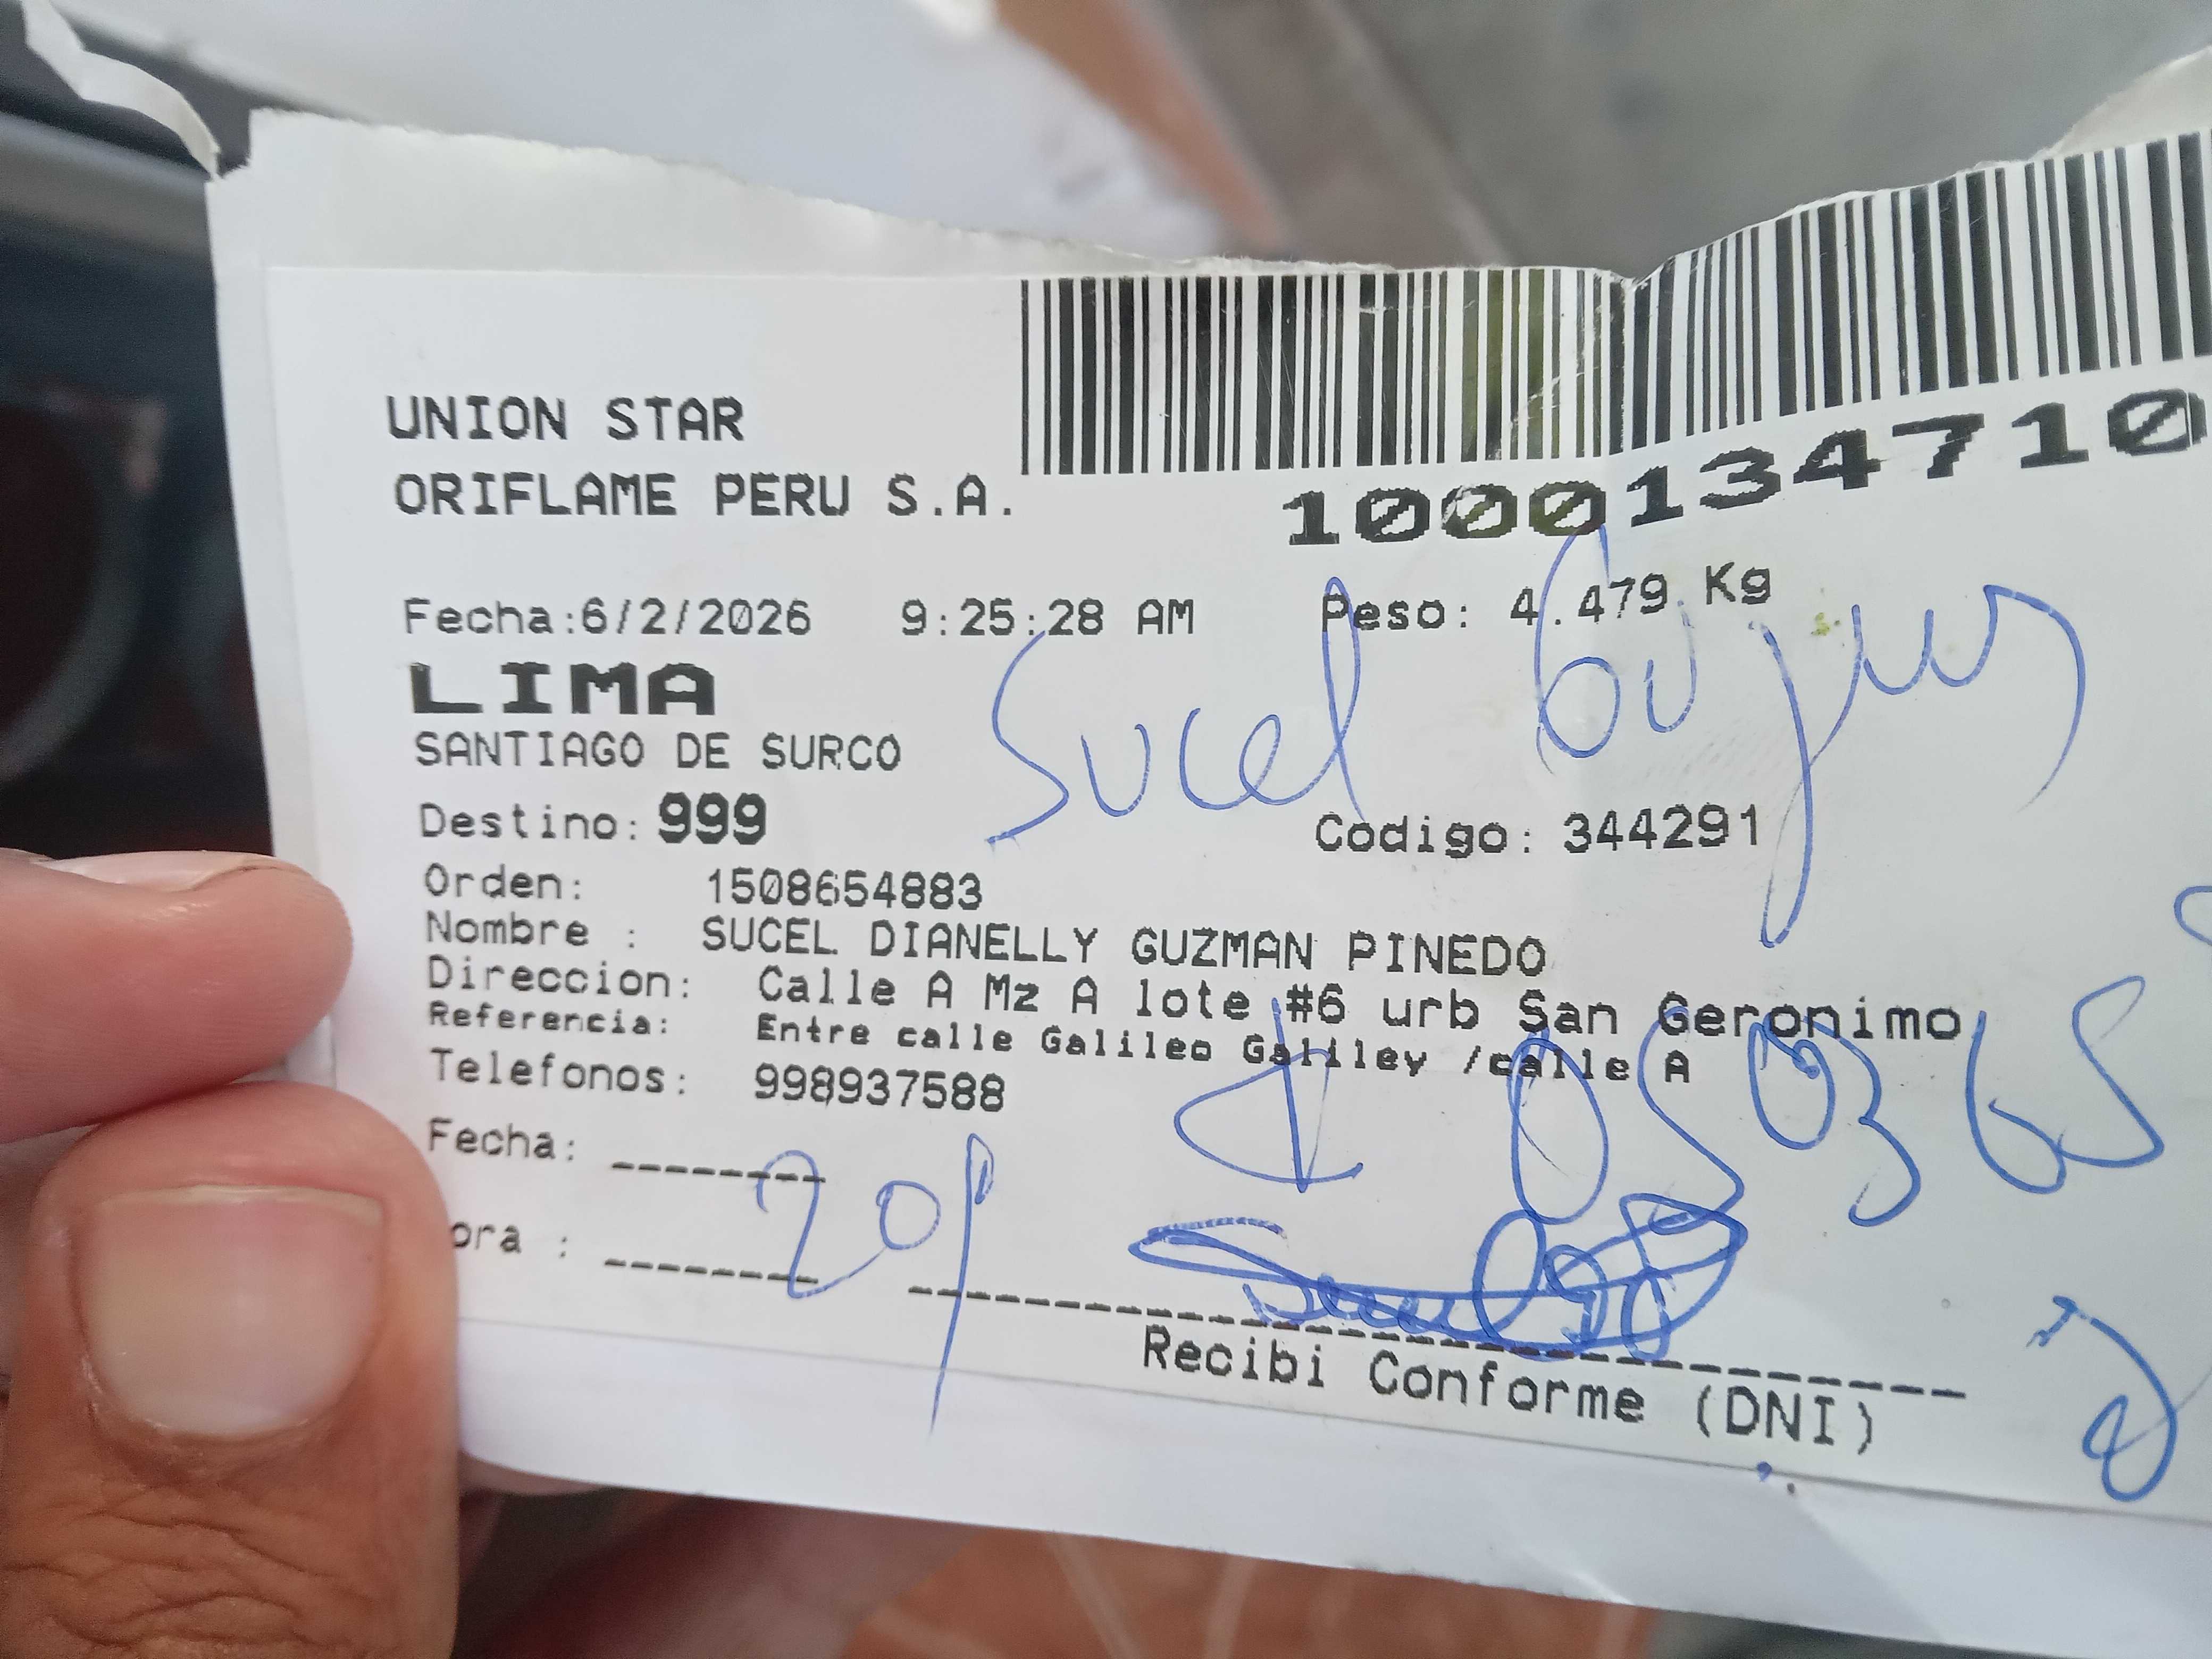 UNION STAR
ORIFLAME PERU S.A.
1000134710
Fecha:6/2/2026 9:25:28 AM Peso: 4.479 Kg
LIMA
SANTIAGO DE SURCO
Sucel
Destino: 999 Codigo: 344291
Orden: 1508654883
Nombre : SUCEL DIANELLY GUZMAN PINEDO
Direccion: Calle A Mz A lote #6 urb San Geronimo
Referencia: Entre calle Galileo Galiley /calle A
Telefonos: 998937588
Fecha:
ora :
Recibi Conforme (DNI)